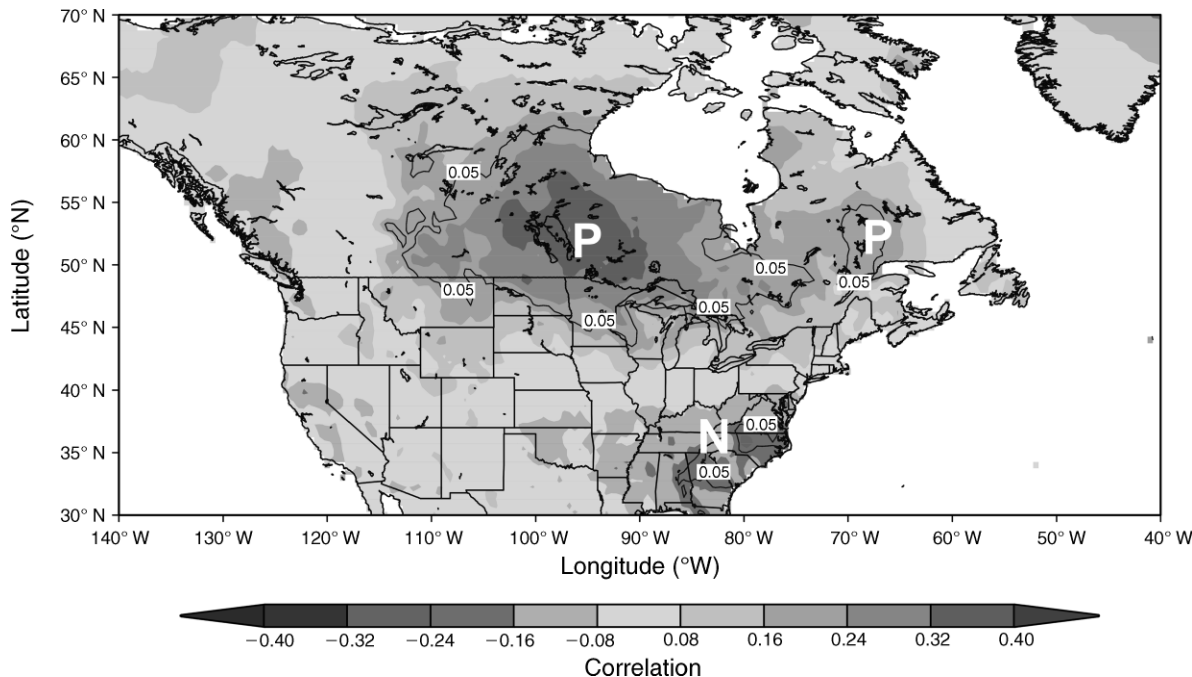 70° N
65° N
60° N
55° N
50° N
45° N
40° N
35° N
30° N
Latitude (°N)
0.05
P
P
0.05
0.05
0.05
0.05
0.05
N
0.05
0.05
140° W 130° W 120° W 110° W 100° W 90° W 80° W 70° W 60° W 50° W 40° W
Longitude (°W)
−0.40 −0.32 −0.24 −0.16 −0.08 0.08 0.16 0.24 0.32 0.40
Correlation